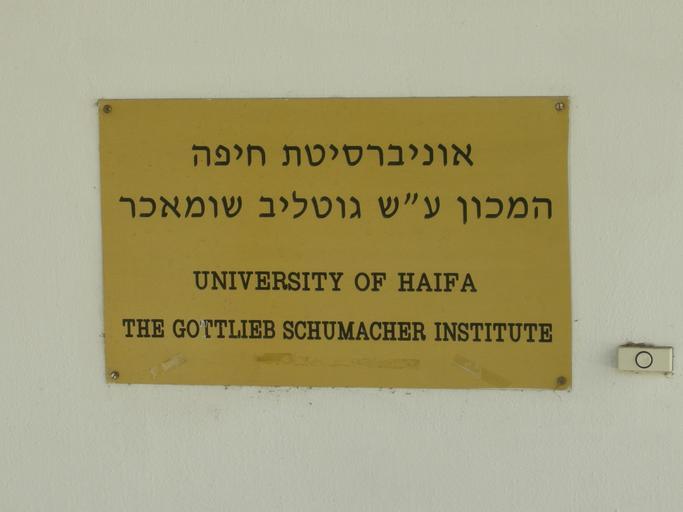 אוניברסיטת חיפה
המכון ע״ש גוטליב שומאכר
UNIVERSITY OF HAIFA
THE GOTTLIEB SCHUMACHER INSTITUTE